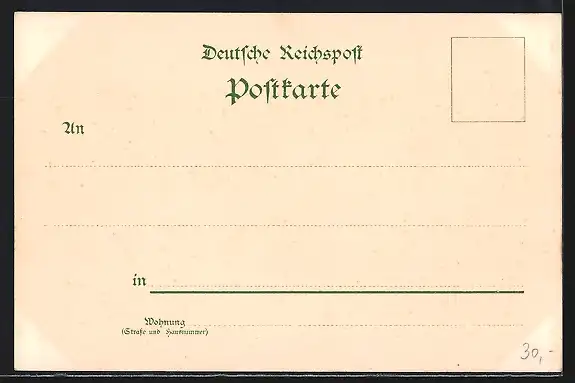 Deutſche Reichspoſt
Poſtkarte
An
in
Wohnung
(Straße und Hausnummer)
30,-